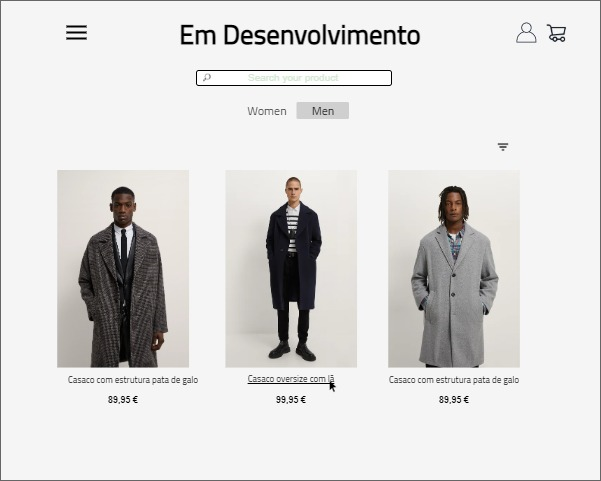 Em Desenvolvimento
Search your product
Women Men
Casaco com estrutura pata de galo
89,95 €
Casaco oversize com lã
99,95 €
Casaco com estrutura pata de galo
89,95 €